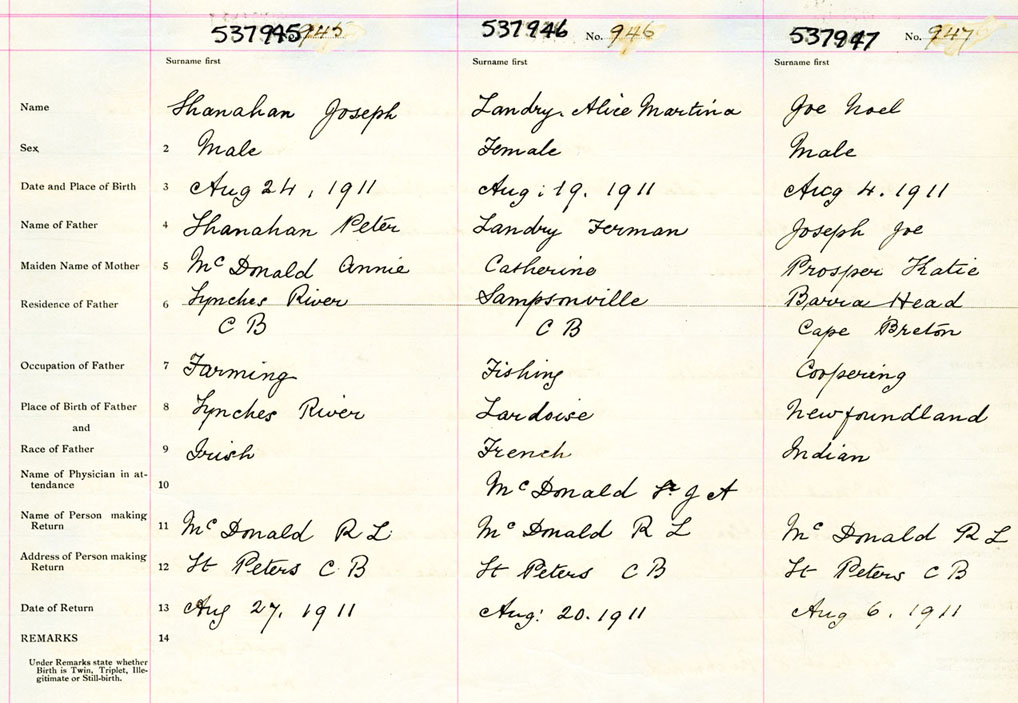 537945 945 537946 No. 946 537947 No. 947
Surname first Surname first Surname first
Name Shanahan Joseph Landry Alice Martina Joe Noel
Sex 2 Male Female Male
Date and Place of Birth 3 Aug 24, 1911 Aug: 19, 1911 Aug 4. 1911
Name of Father 4 Shanahan Peter Landry Ferman Joseph Joe
Maiden Name of Mother 5 McDonald Annie Catherine Prosper Katie
Residence of Father 6 Lynches River Sampsonville Barra Head
C B C B Cape Breton
Occupation of Father 7 Farming Fishing Coopering
Place of Birth of Father 8 Lynches River Lardoise Newfoundland
and
Race of Father 9 Irish French Indian
Name of Physician in at-
tendance 10 McDonald J A
Name of Person making
Return 11 McDonald R L McDonald R L McDonald R L
Address of Person making
Return 12 St Peters C B St Peters C B St Peters C B
Date of Return 13 Aug 27, 1911 Aug: 20. 1911 Aug 6. 1911
REMARKS 14
Under Remarks state whether
Birth is Twin, Triplet, Ille-
gitimate or Still-birth.